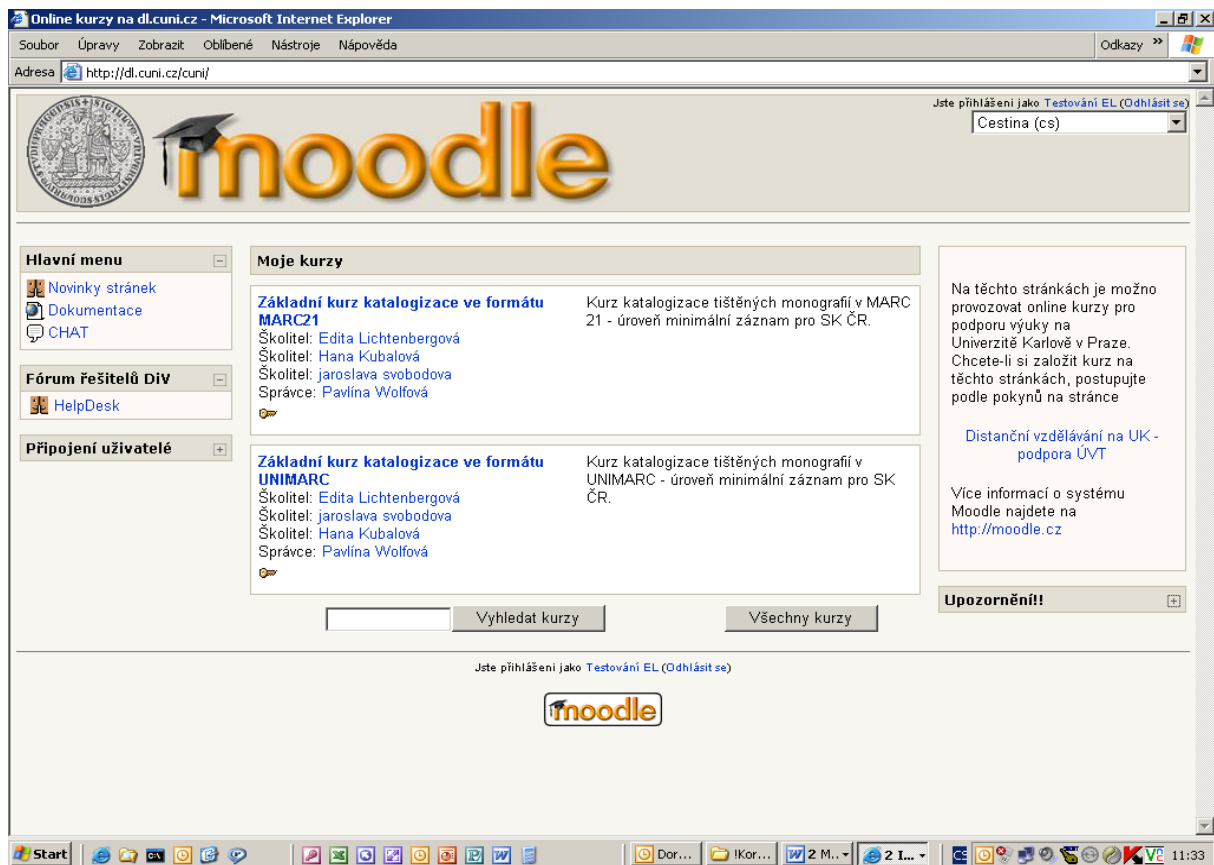 Online kurzy na dl.cuni.cz - Microsoft Internet Explorer
Soubor Úpravy Zobrazit Oblíbené Nástroje Nápověda
Odkazy »
Adresa http://dl.cuni.cz/cuni/
moodle
Jste přihlášeni jako Testování EL (Odhlásit se)
Cestina (cs)
Hlavní menu
Novinky stránek
Dokumentace
CHAT
Fórum řešitelů DiV
HelpDesk
Připojení uživatelé
Moje kurzy
Základní kurz katalogizace ve formátu
MARC21
Školitel: Edita Lichtenbergová
Školitel: Hana Kubalová
Školitel: jaroslava svobodova
Správce: Pavlína Wolfová
Kurz katalogizace tištěných monografií v MARC
21 - úroveň minimální záznam pro SK ČR.
Základní kurz katalogizace ve formátu
UNIMARC
Školitel: Edita Lichtenbergová
Školitel: jaroslava svobodova
Školitel: Hana Kubalová
Správce: Pavlína Wolfová
Kurz katalogizace tištěných monografií v
UNIMARC - úroveň minimální záznam pro SK
ČR.
Vyhledat kurzy
Všechny kurzy
Na těchto stránkách je možno
provozovat online kurzy pro
podporu výuky na
Univerzitě Karlově v Praze.
Chcete-li si založit kurz na
těchto stránkách, postupujte
podle pokynů na stránce
Distanční vzdělávání na UK -
podpora ÚVT
Více informací o systému
Moodle najdete na
http://moodle.cz
Upozornění!!
Jste přihlášeni jako Testování EL (Odhlásit se)
moodle
Start
Dor...
!Kor...
2 M..
2 I...
CS
11:33